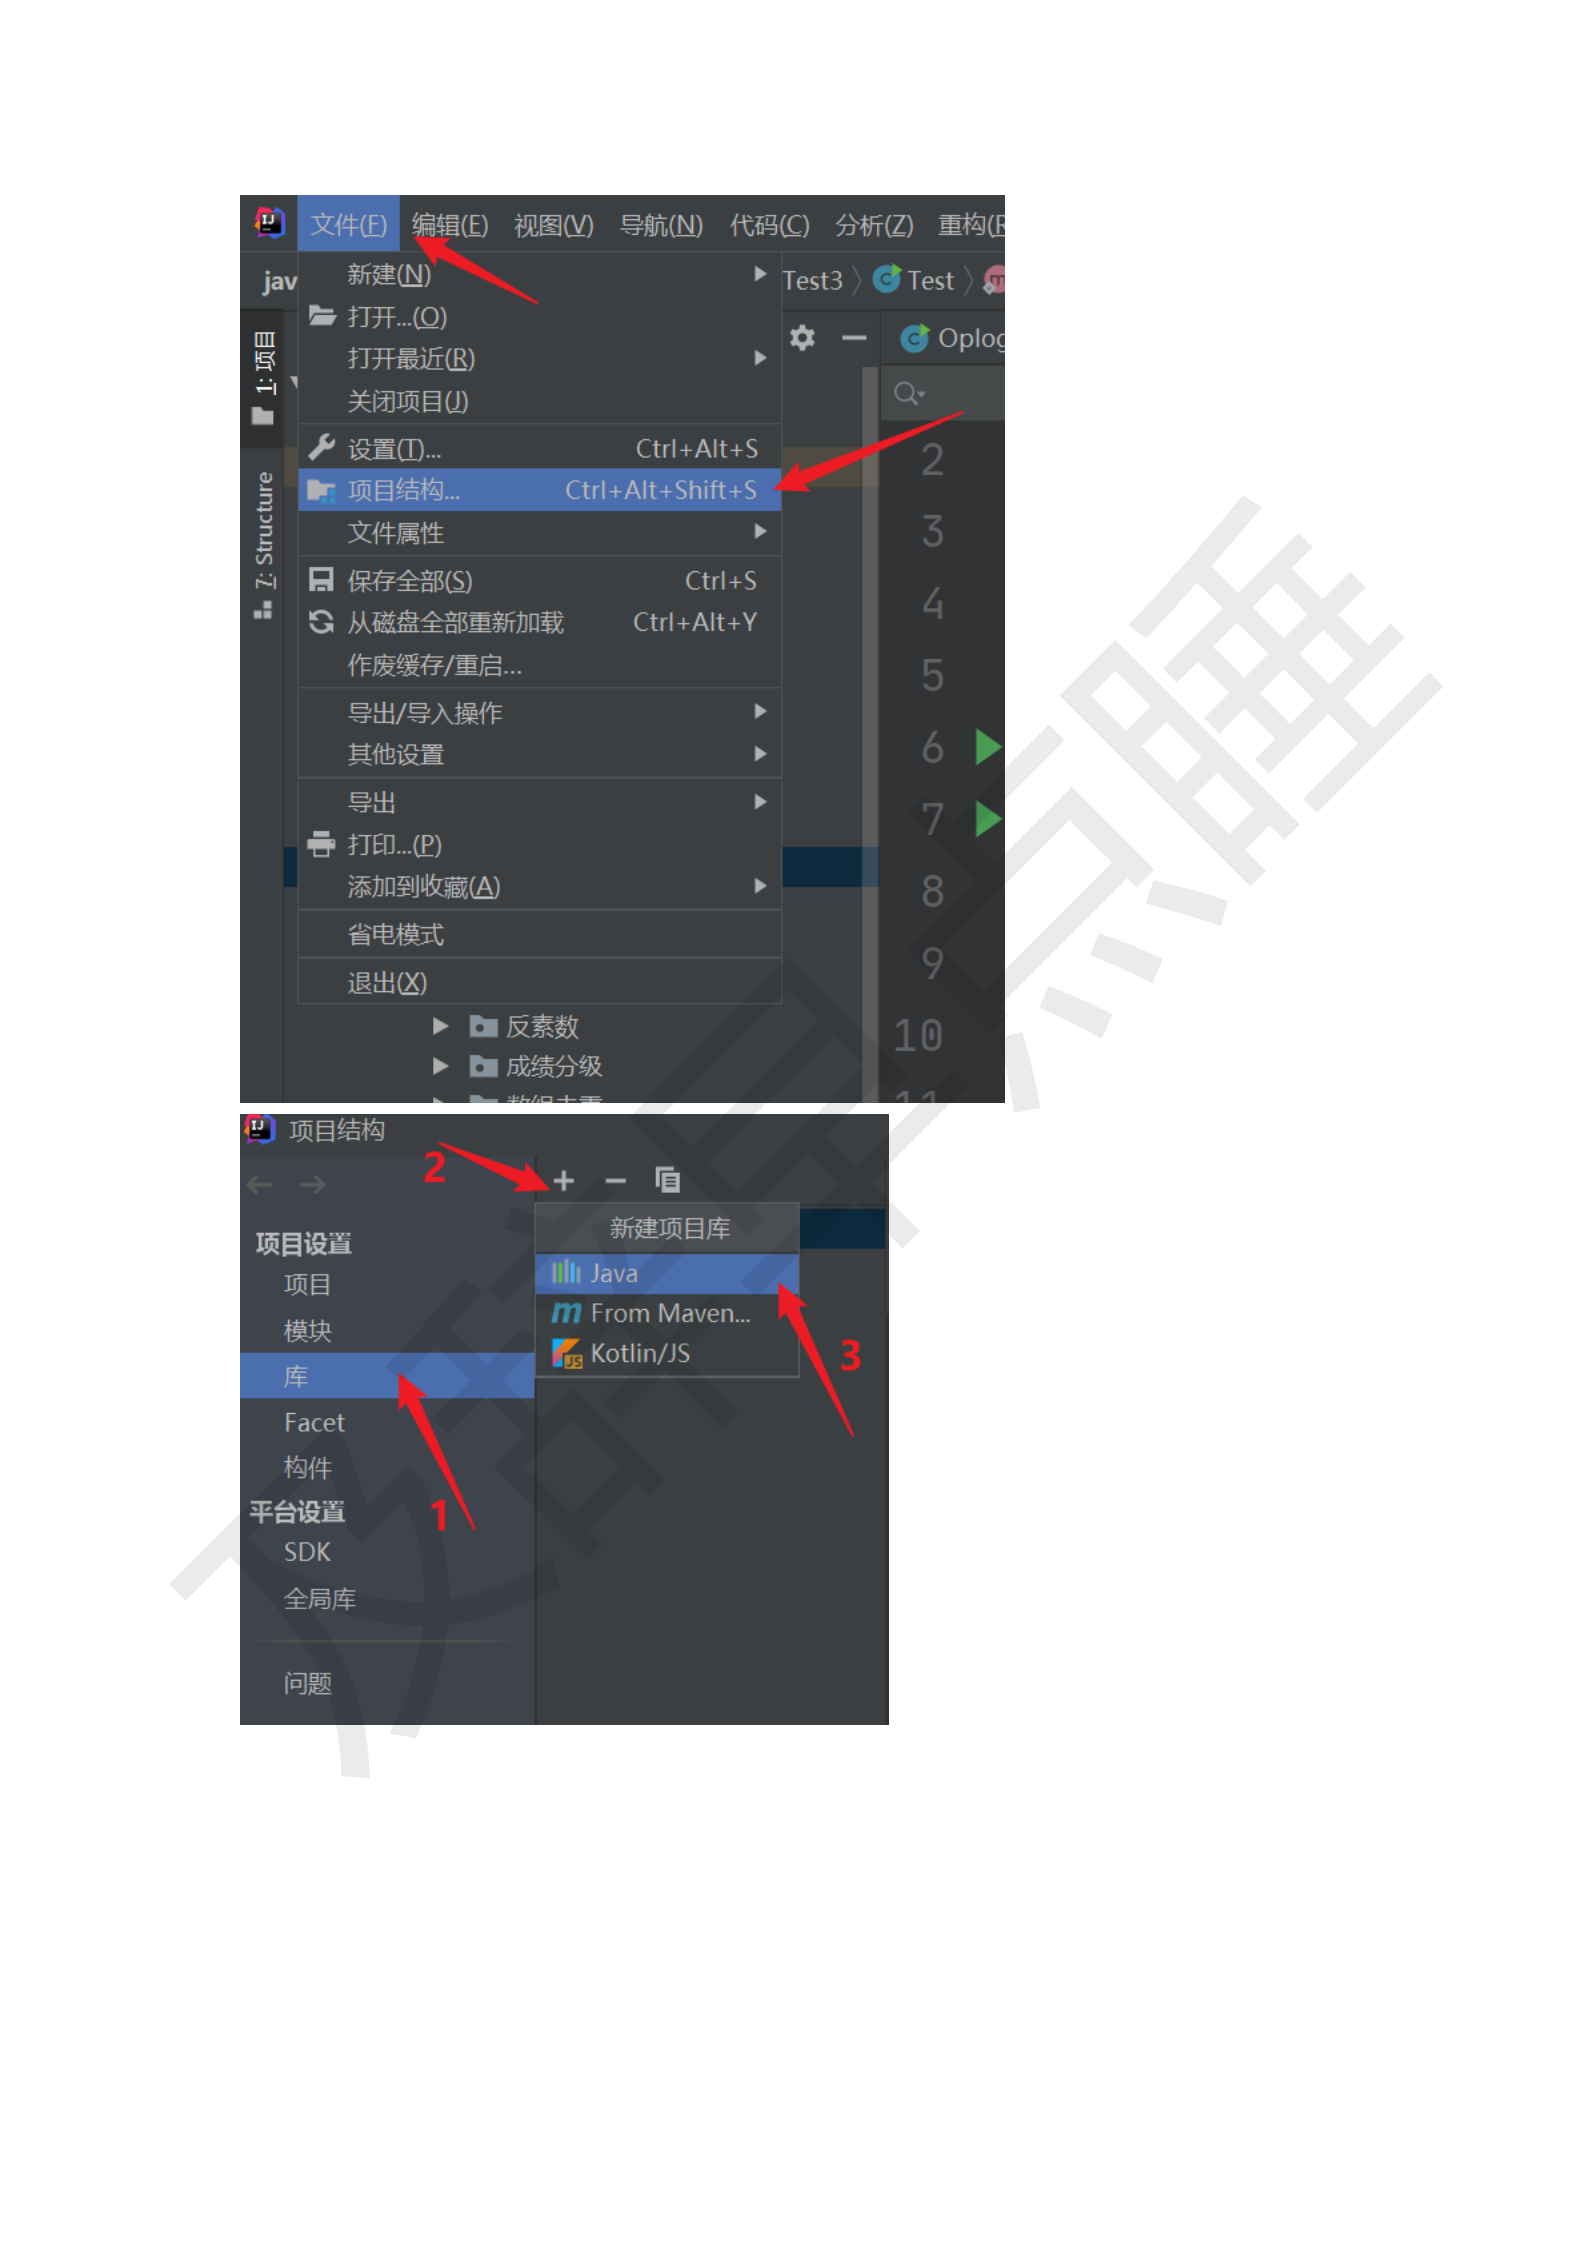 文件(F) 编辑(E) 视图(V) 导航(N) 代码(C) 分析(Z) 重构(R
jav
Test3 Test m
新建(N)
打开...(O)
Oplog
打开最近(R)
关闭项目(J)
1: 项目
设置(T)... Ctrl+Alt+S
项目结构... Ctrl+Alt+Shift+S
文件属性
7: Structure
保存全部(S) Ctrl+S
从磁盘全部重新加载 Ctrl+Alt+Y
作废缓存/重启...
导出/导入操作
其他设置
导出
打印...(P)
添加到收藏(A)
省电模式
退出(X)
反素数
成绩分级
2
3
4
5
6
7
8
9
10
11
项目结构
2
新建项目库
项目设置
项目
Java
模块
From Maven...
库
Kotlin/JS
3
Facet
构件
1
平台设置
SDK
全局库
问题